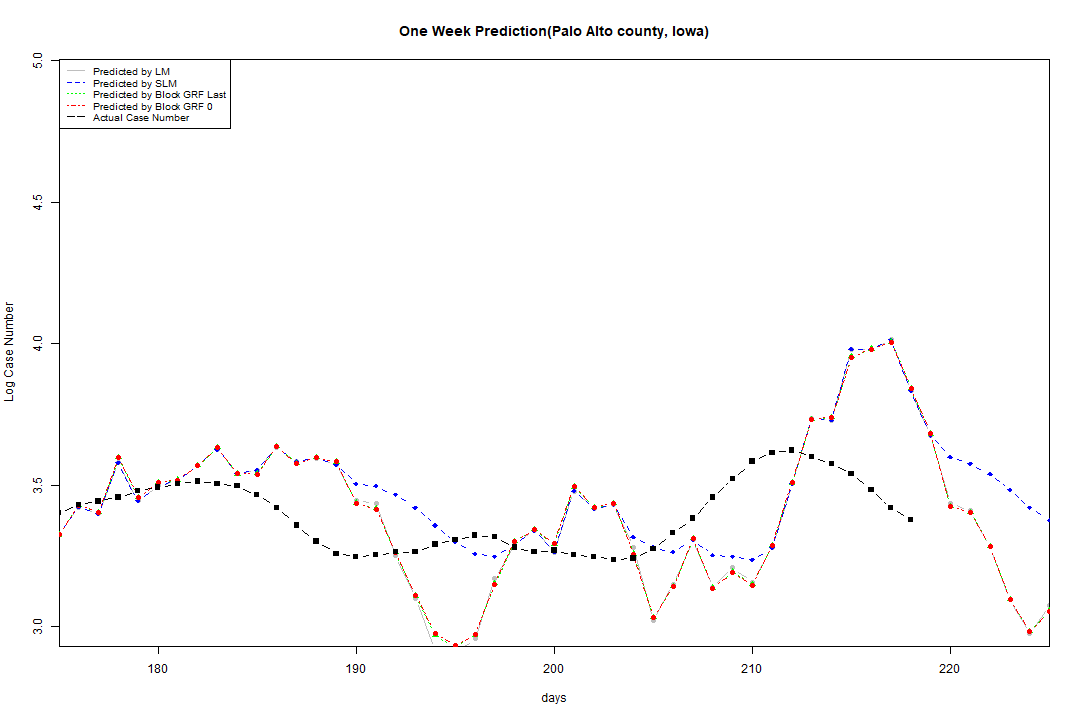 One Week Prediction(Palo Alto county, Iowa)
Predicted by LM
Predicted by SLM
Predicted by Block GRF Last
Predicted by Block GRF 0
Actual Case Number
5.0
4.5
4.0
3.5
3.0
Log Case Number
180 190 200 210 220
days